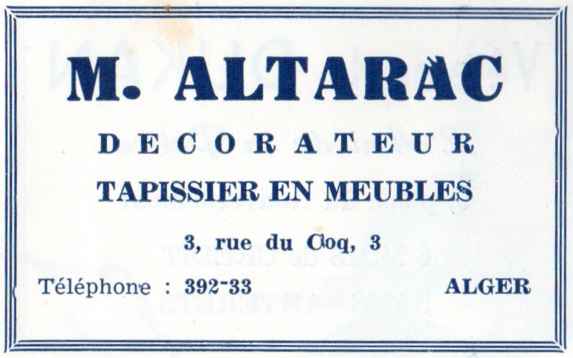 M. ALTARAC
DECORATEUR
TAPISSIER EN MEUBLES
3, rue du Coq, 3
Téléphone : 392-33 ALGER